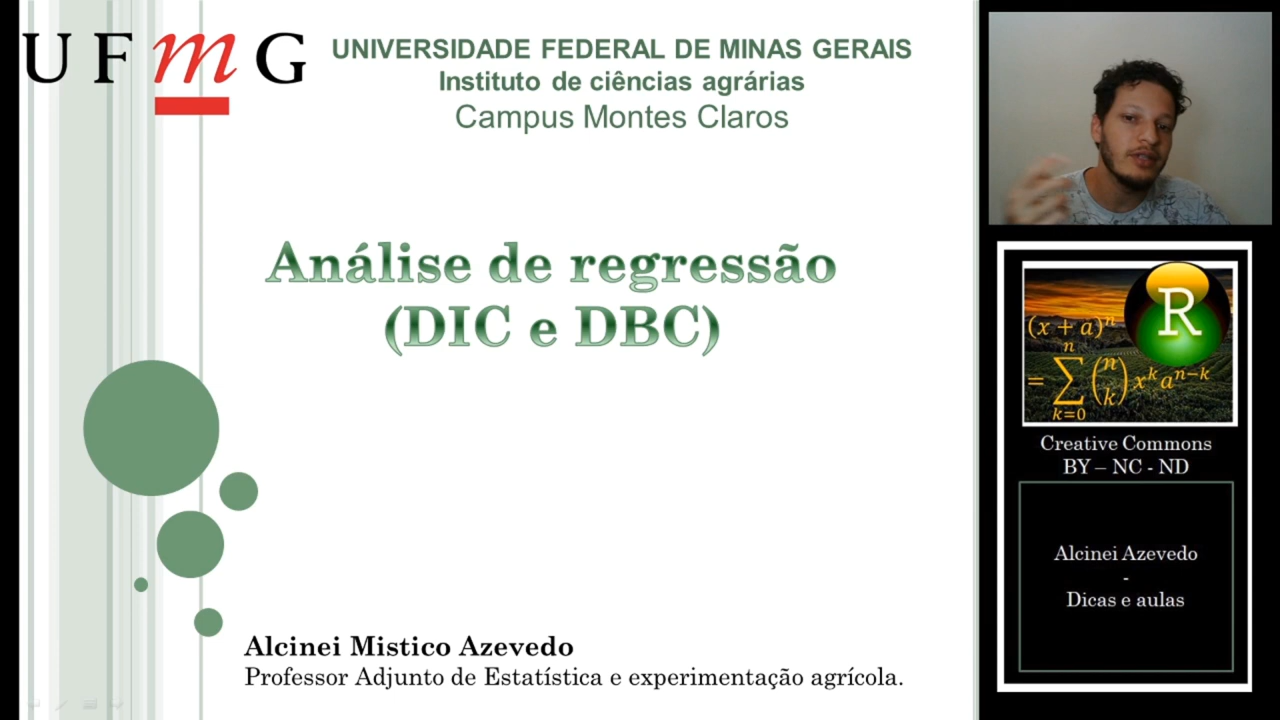 UFmG
UNIVERSIDADE FEDERAL DE MINAS GERAIS
Instituto de ciências agrárias
Campus Montes Claros
Análise de regressão
(DIC e DBC)
Alcinei Mistico Azevedo
Professor Adjunto de Estatística e experimentação agrícola.
R
(x + a)^n
= ∑_{k=0}^{n} (n k) x^k a^{n-k}
Creative Commons
BY – NC - ND
Alcinei Azevedo
-
Dicas e aulas